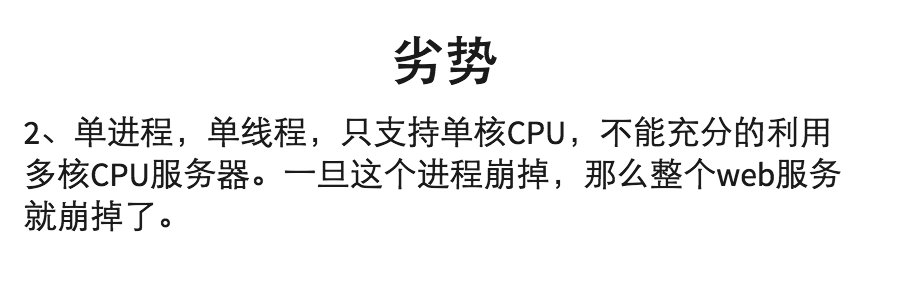 劣势
2、单进程，单线程，只支持单核CPU，不能充分的利用
多核CPU服务器。一旦这个进程崩掉，那么整个web服务
就崩掉了。